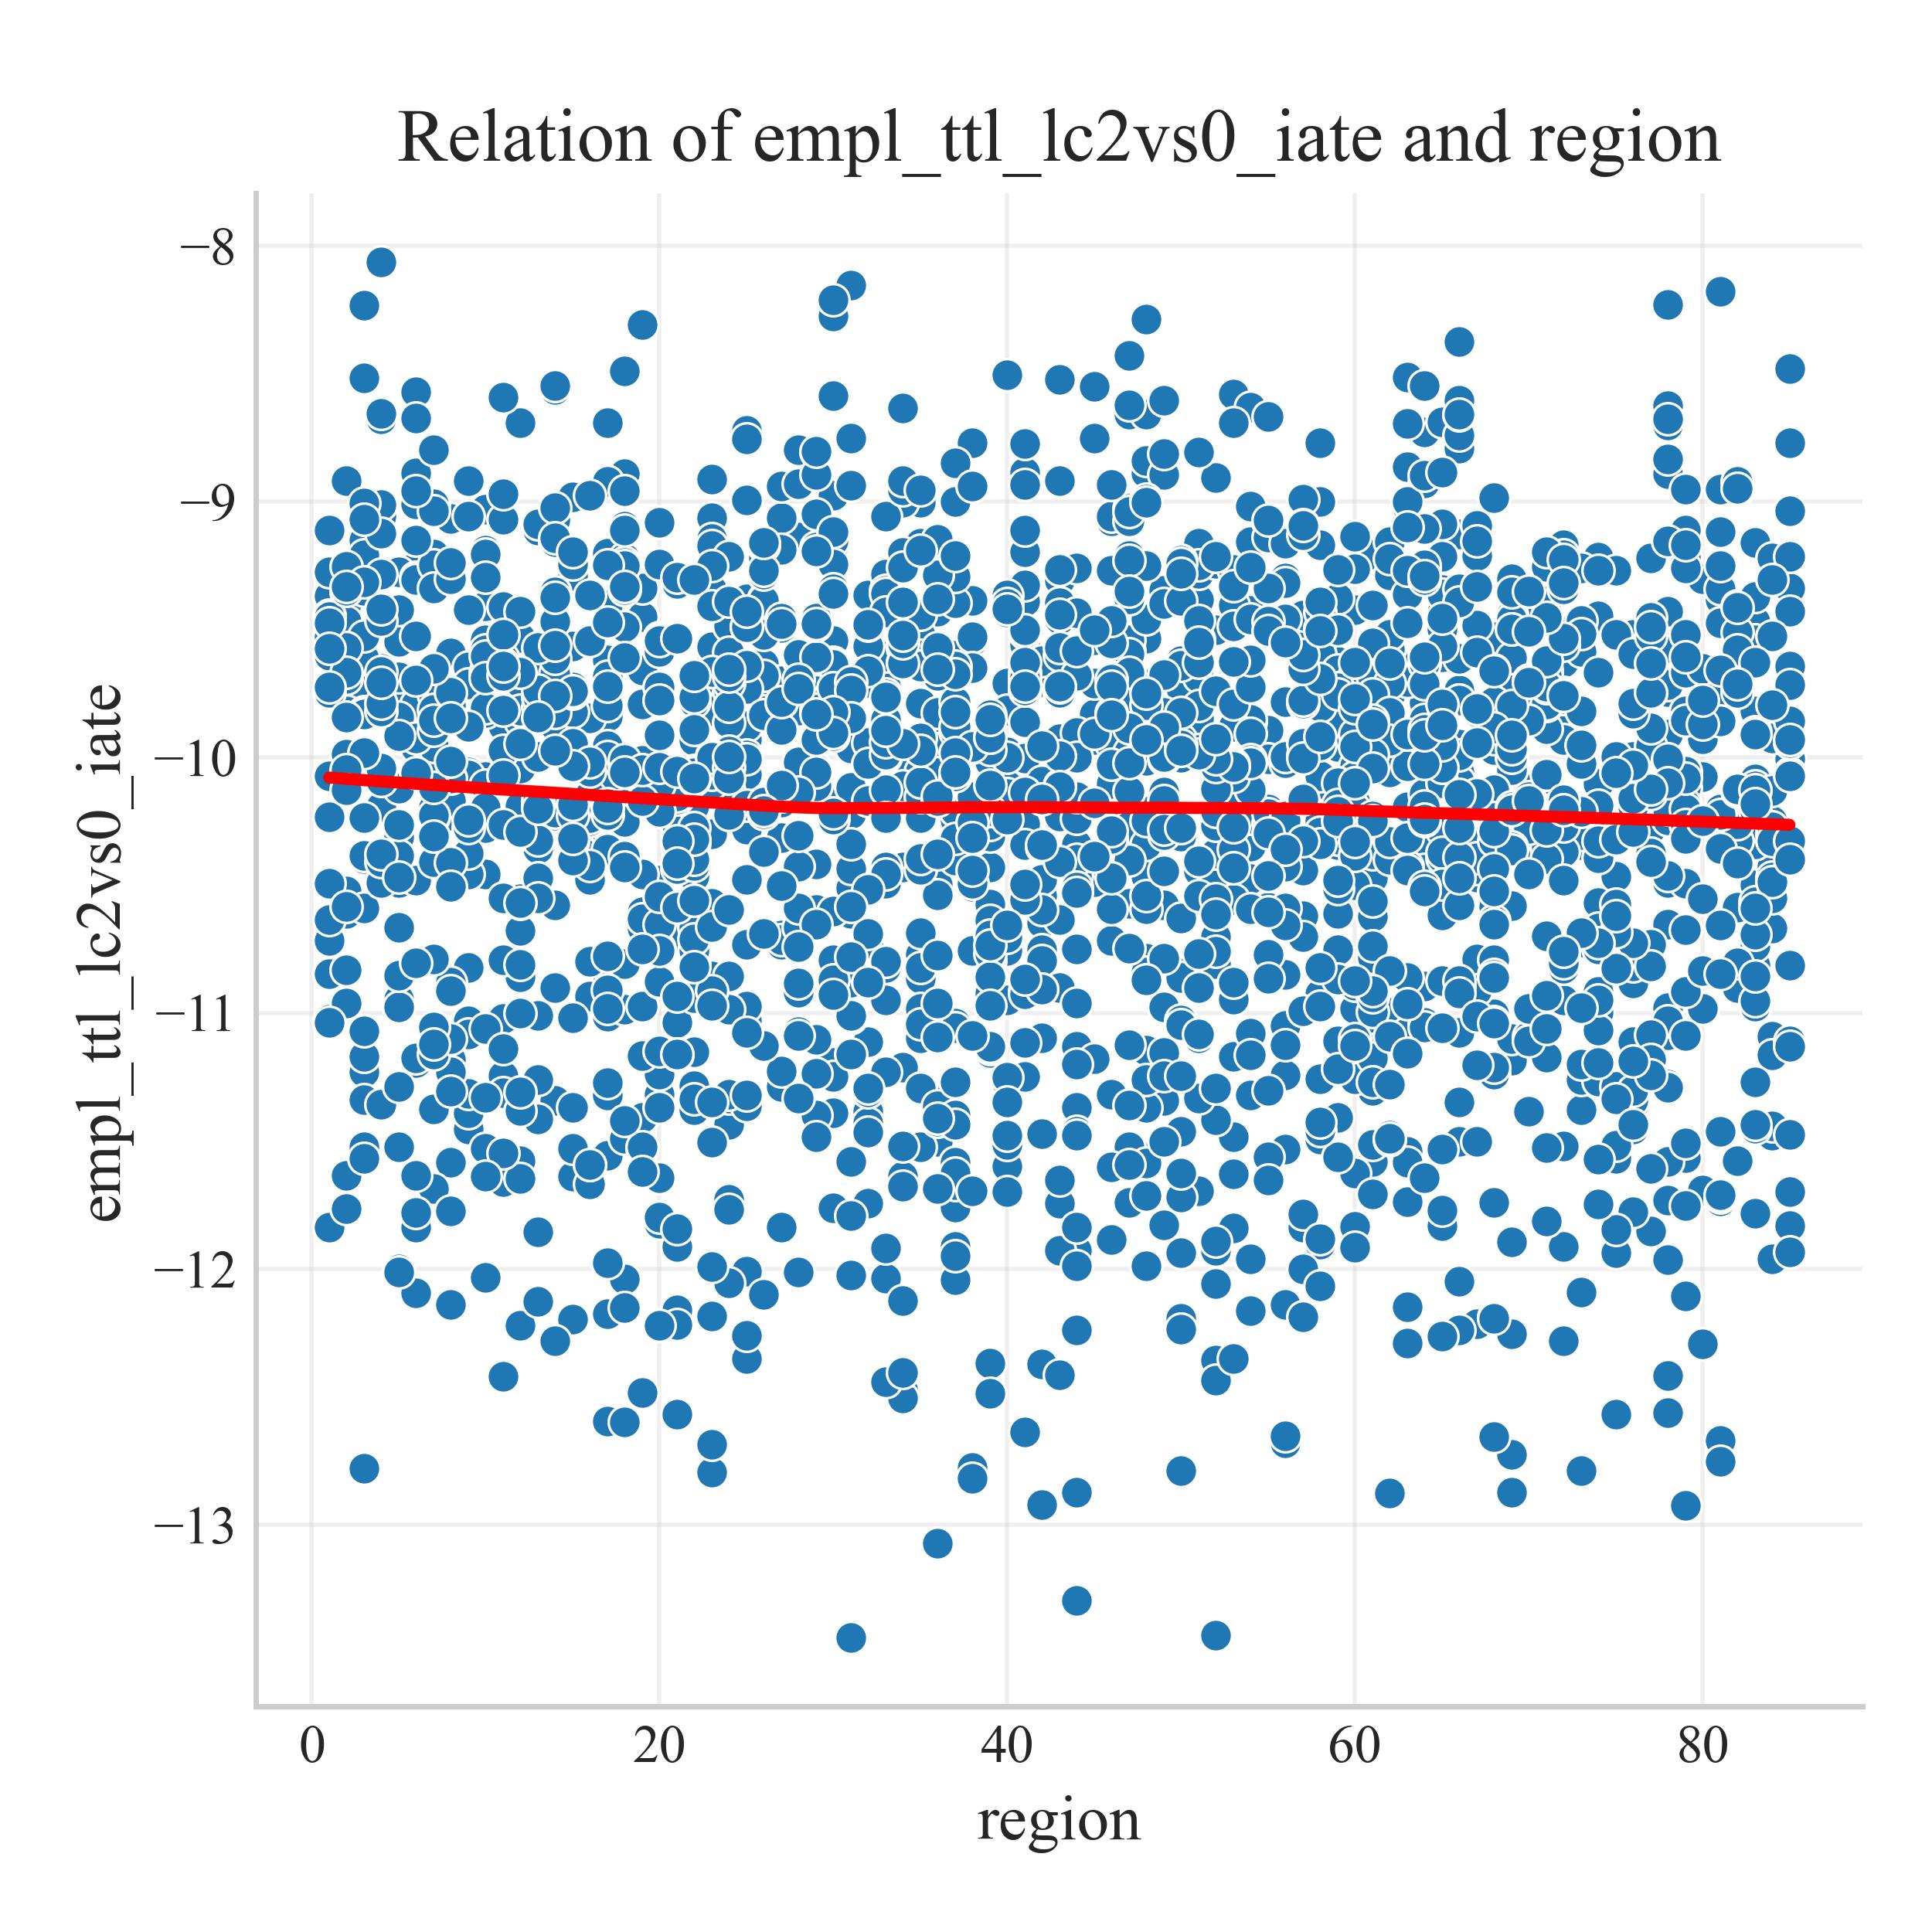 Relation of empl_ttl_lc2vs0_iate and region
empl_ttl_lc2vs0_iate
−8
−9
−10
−11
−12
−13
0 20 40 60 80
region